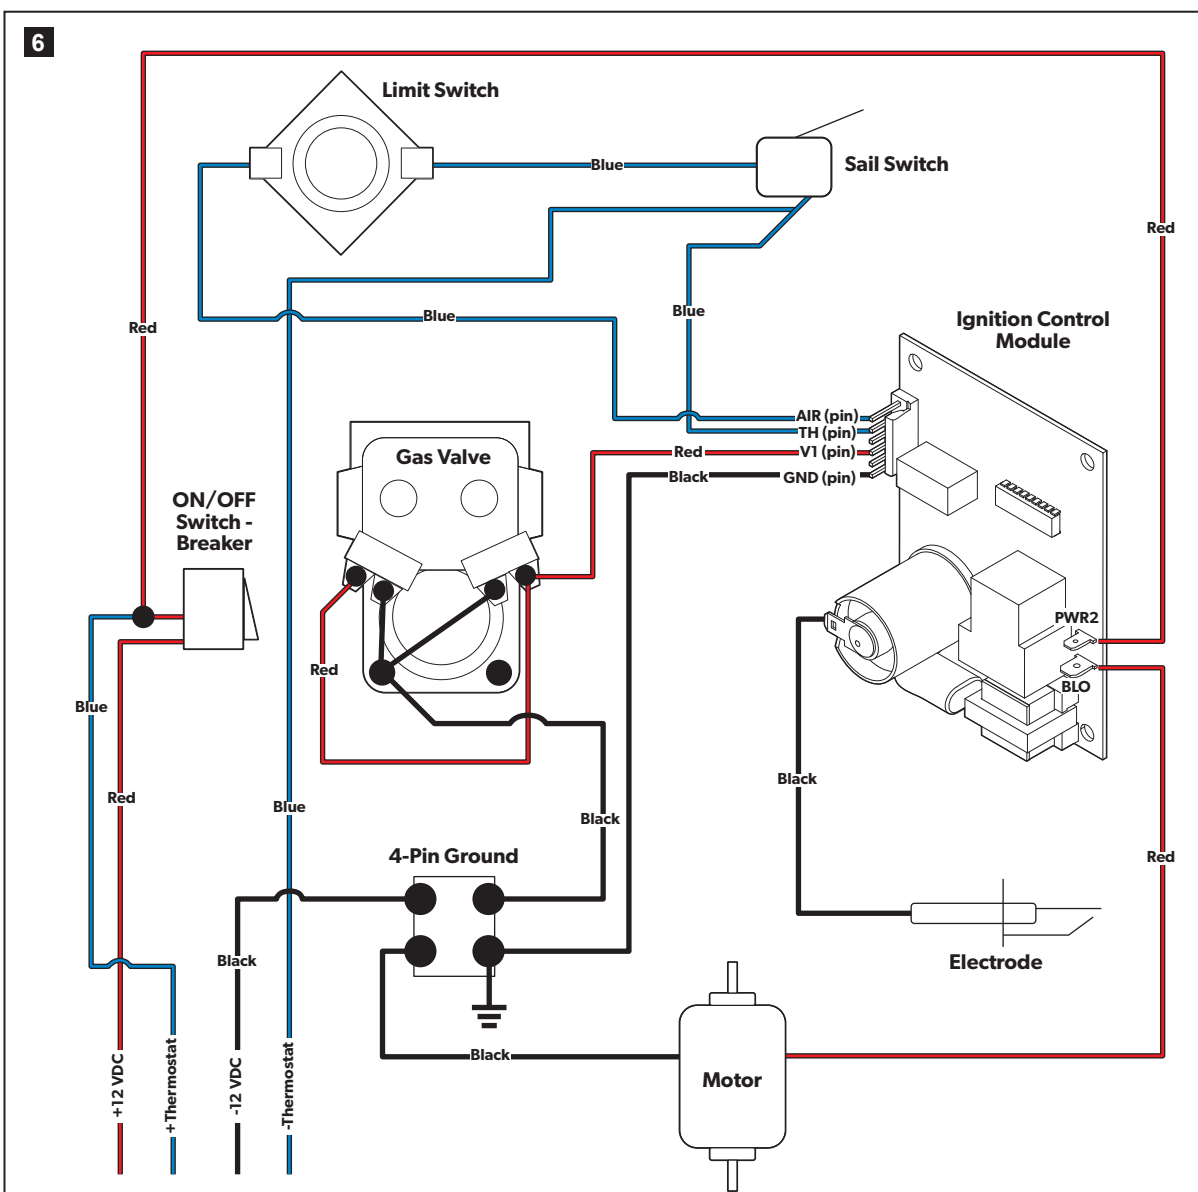 6
Limit Switch
Blue
Sail Switch
Red
Red
Blue
Blue
Ignition Control
Module
AIR (pin)
TH (pin)
Red
V1 (pin)
Black
GND (pin)
Gas Valve
ON/OFF
Switch -
Breaker
PWR2
BLO
Red
Blue
Black
Red
Blue
Black
4-Pin Ground
Red
Black
Electrode
Black
Motor
+12 VDC
+Thermostat
-12 VDC
-Thermostat